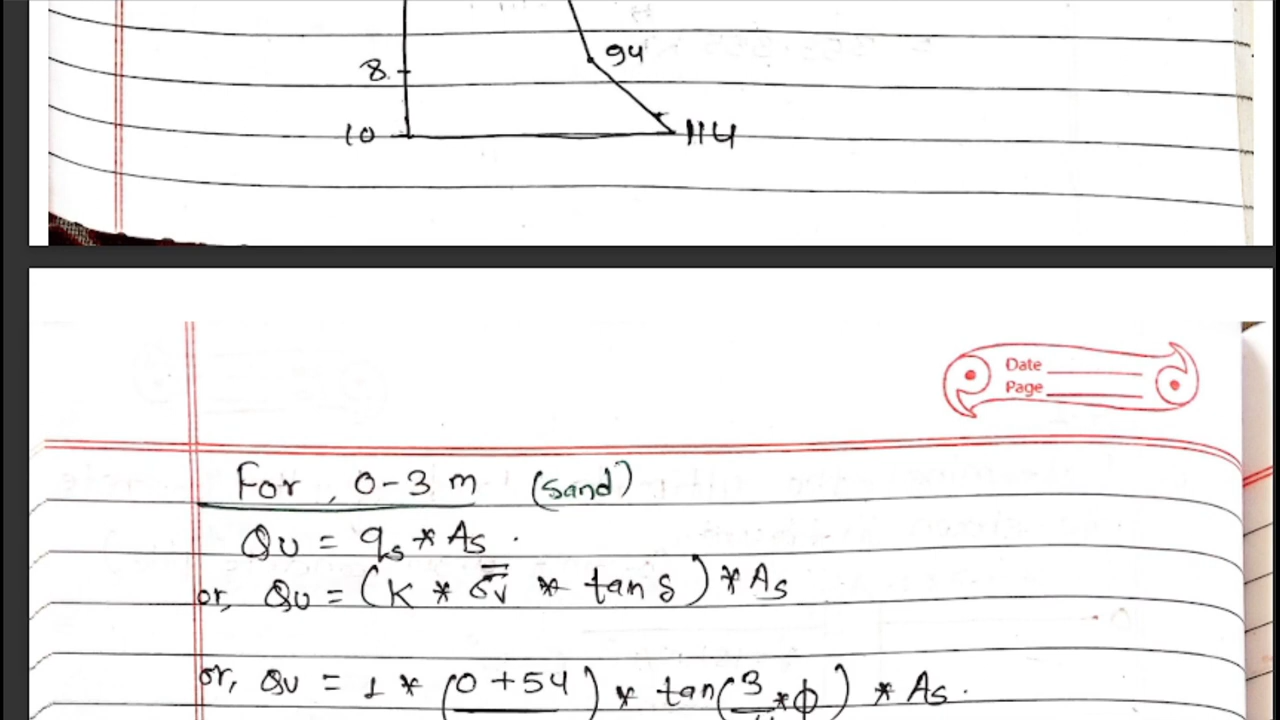 94
8
10
114
Date
Page
For, 0-3 m (sand)
Qu = qs * As.
or, Qu = (K * σv * tan δ) * As
or, Qu = 1 * (0 + 54) * tan(3 * φ) * As.